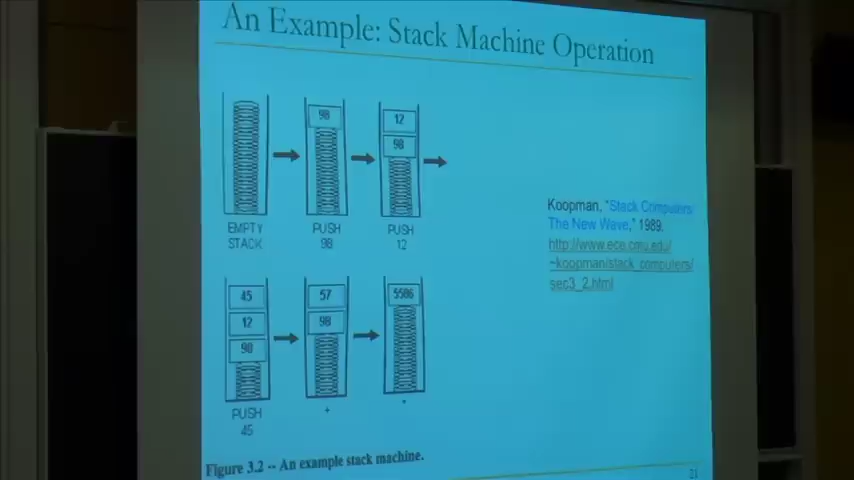 An Example: Stack Machine Operation
98
12
98
EMPTY
STACK
PUSH
98
PUSH
12
Koopman, "Stack Computers
The New Wave," 1989.
http://www.ece.cmu.edu/
~koopman/stack_computers/
sec3_2.html
45
12
98
57
98
5586
PUSH
45
+
*
Figure 3.2 -- An example stack machine.
21